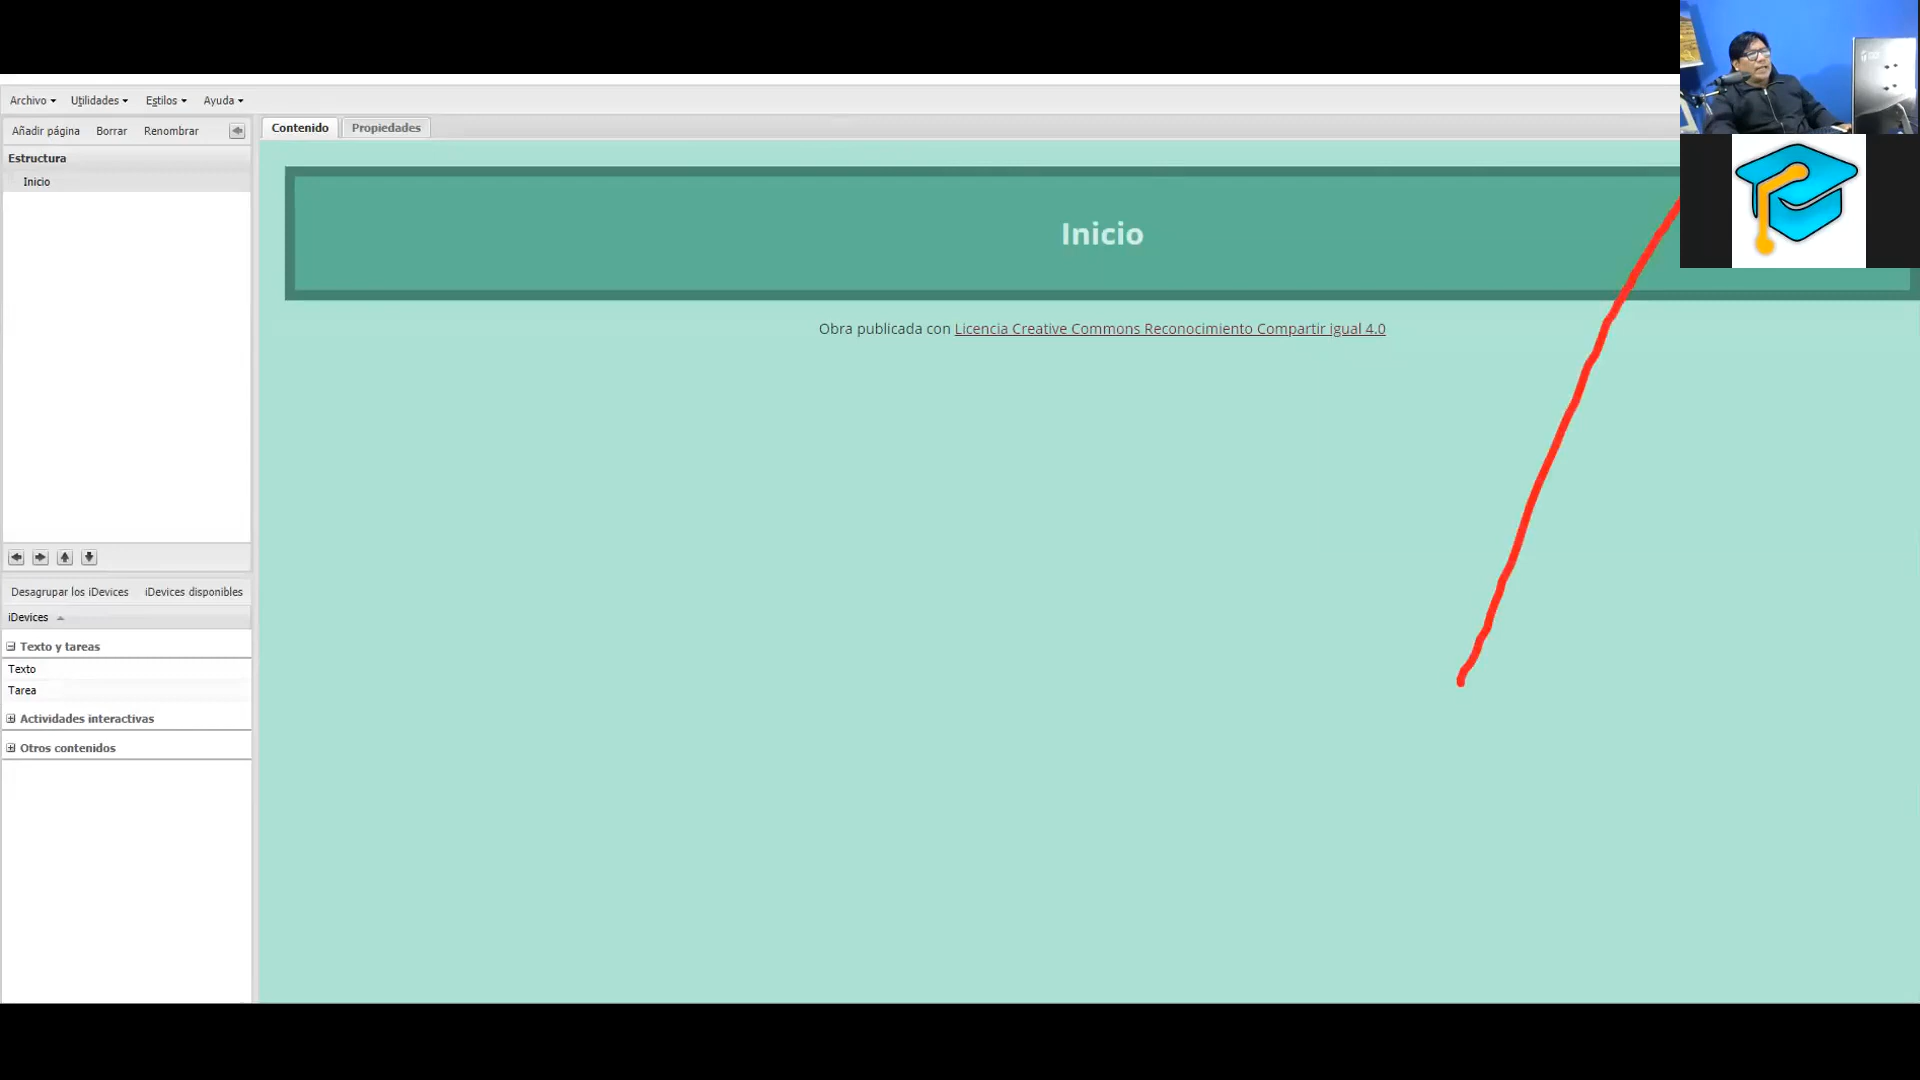 Archivo Utilidades Estilos Ayuda
Añadir página Borrar Renombrar
Contenido Propiedades
Estructura
Inicio
Inicio
Obra publicada con Licencia Creative Commons Reconocimiento Compartir igual 4.0
Desagrupar los iDevices iDevices disponibles
iDevices
Texto y tareas
Texto
Tarea
Actividades interactivas
Otros contenidos